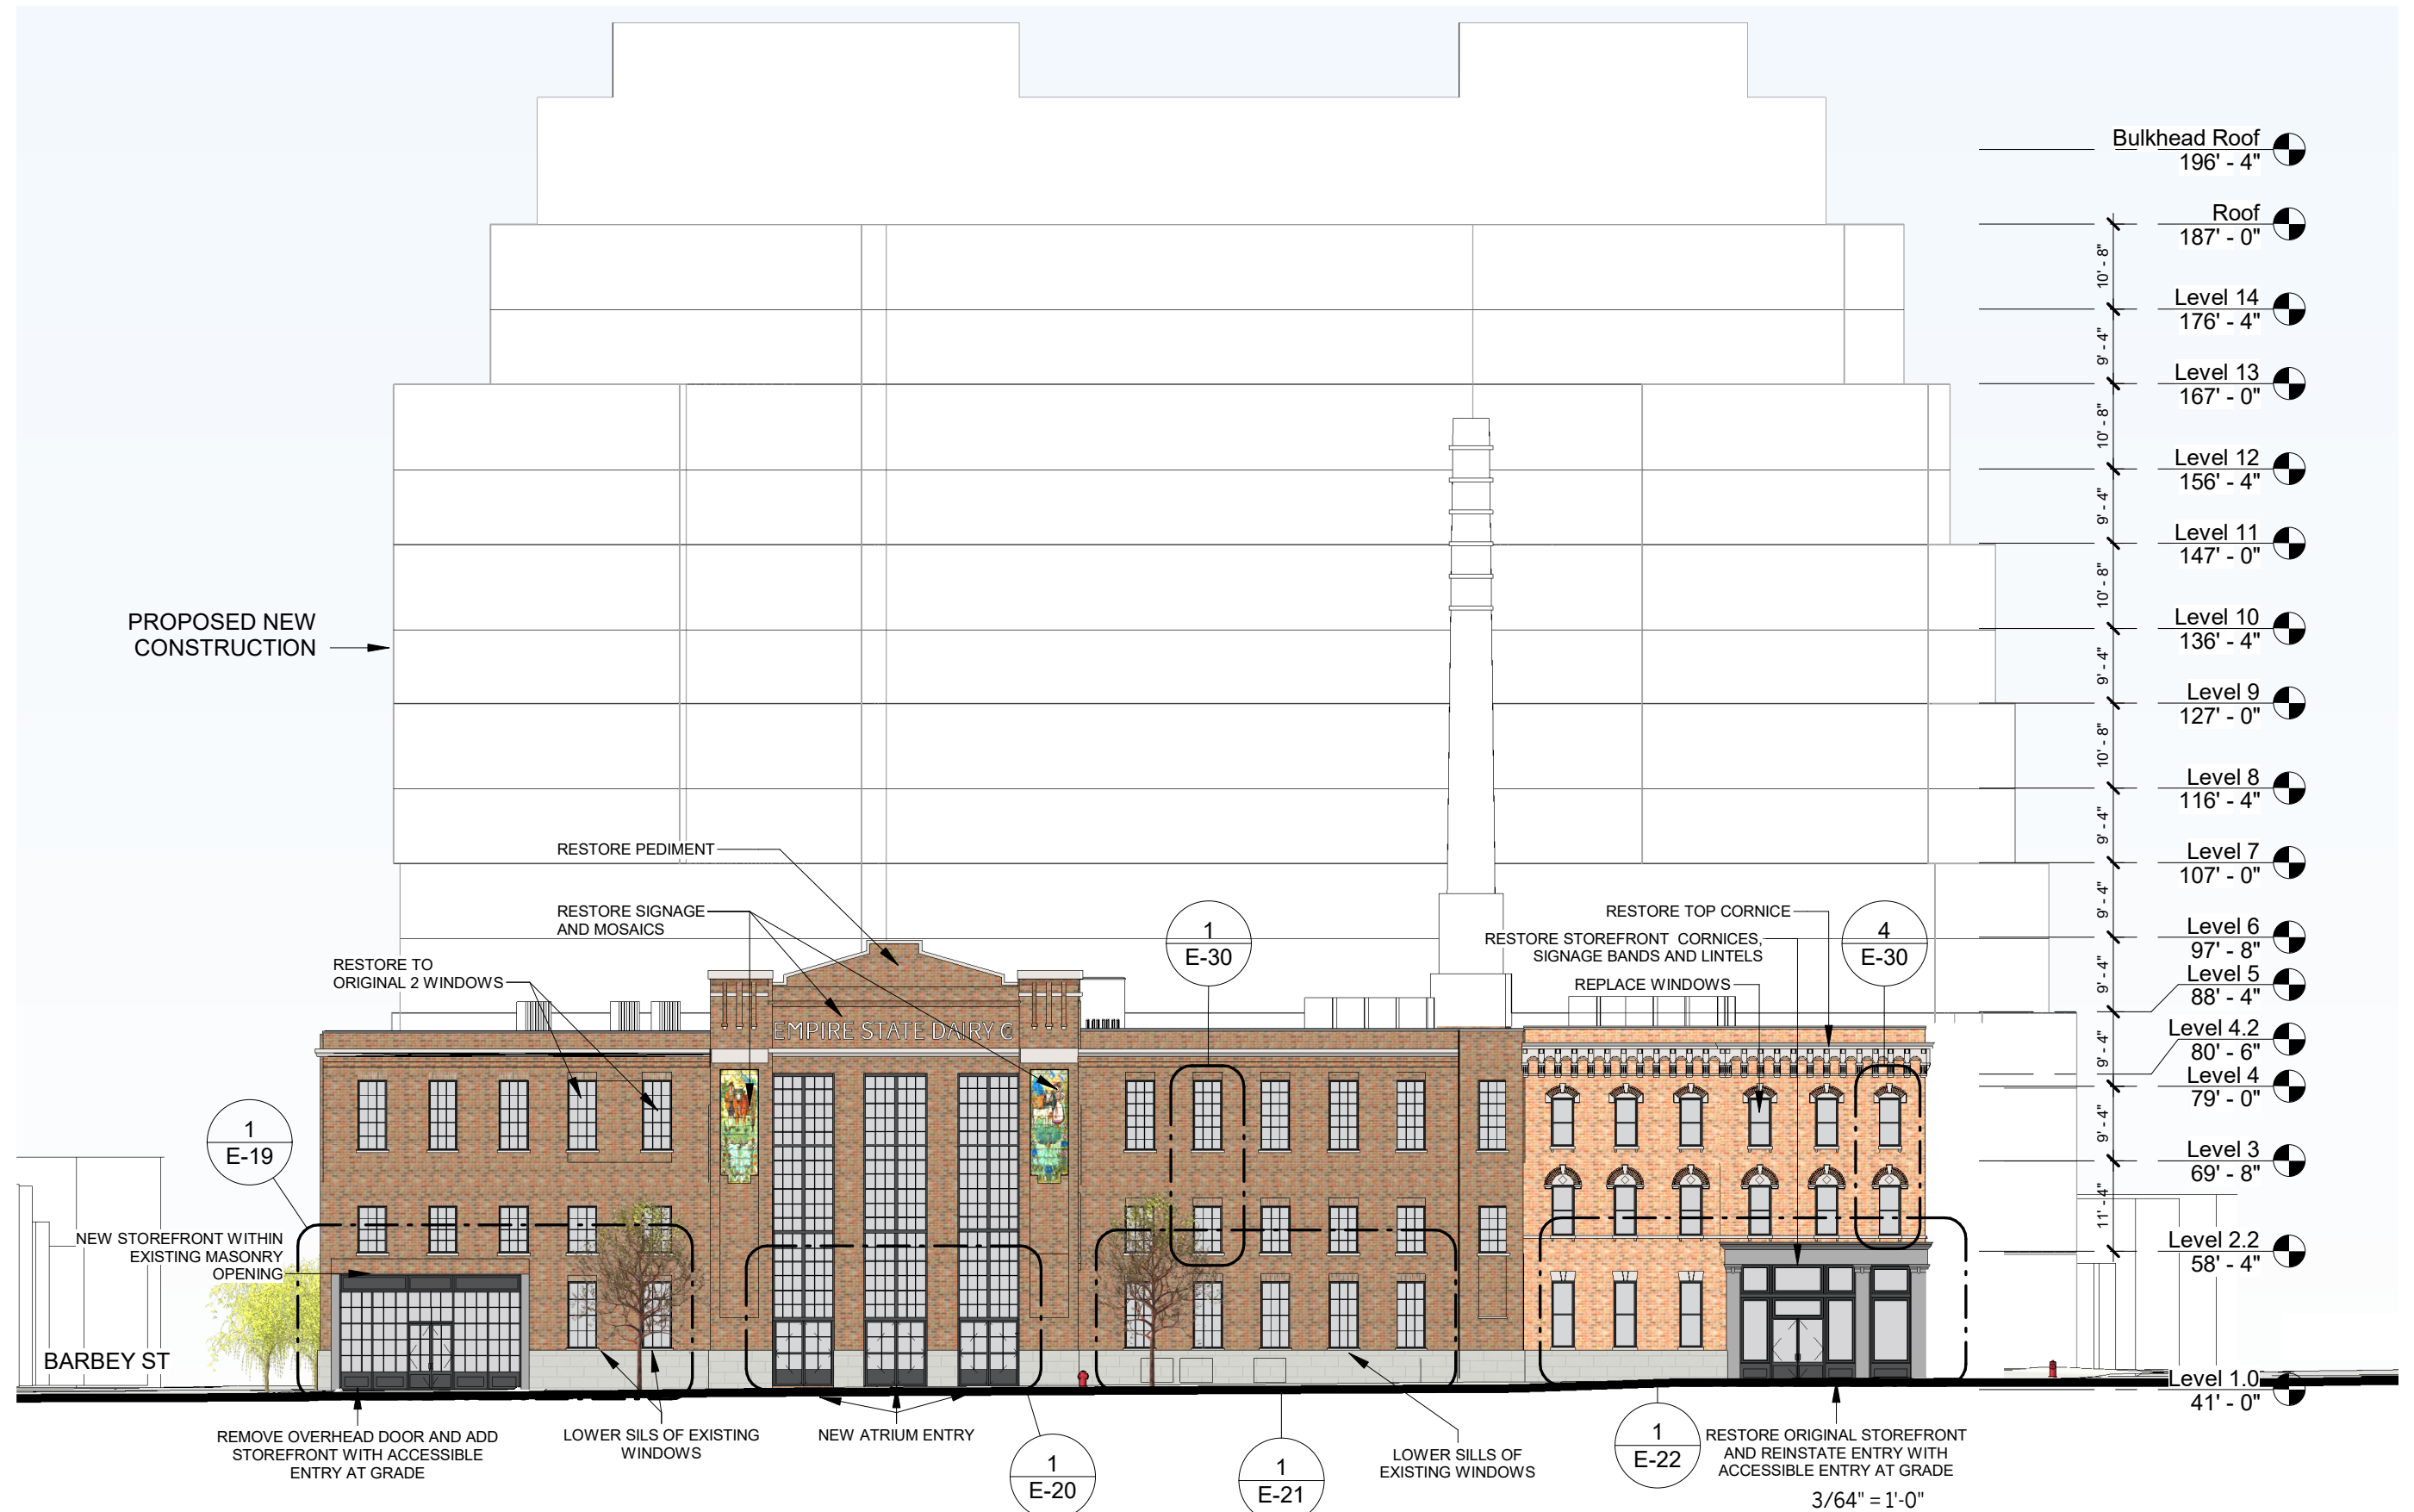 Bulkhead Roof
196' - 4"
Roof
187' - 0"
10' - 8"
Level 14
176' - 4"
9' - 4"
Level 13
167' - 0"
10' - 8"
Level 12
156' - 4"
9' - 4"
Level 11
147' - 0"
10' - 8"
Level 10
136' - 4"
9' - 4"
Level 9
127' - 0"
10' - 8"
Level 8
116' - 4"
9' - 4"
Level 7
107' - 0"
9' - 4"
Level 6
97' - 8"
9' - 4"
Level 5
88' - 4"
9' - 4"
Level 4.2
80' - 6"
Level 4
79' - 0"
9' - 4"
Level 3
69' - 8"
11' - 4"
Level 2.2
58' - 4"
Level 1.0
41' - 0"
PROPOSED NEW
CONSTRUCTION
RESTORE PEDIMENT
RESTORE SIGNAGE
AND MOSAICS
RESTORE TO
ORIGINAL 2 WINDOWS
1
E-30
RESTORE TOP CORNICE
RESTORE STOREFRONT CORNICES,
SIGNAGE BANDS AND LINTELS
REPLACE WINDOWS
4
E-30
EMPIRE STATE DAIRY Co
1
E-19
NEW STOREFRONT WITHIN
EXISTING MASONRY
OPENING
BARBEY ST
REMOVE OVERHEAD DOOR AND ADD
STOREFRONT WITH ACCESSIBLE
ENTRY AT GRADE
LOWER SILS OF EXISTING
WINDOWS
NEW ATRIUM ENTRY
1
E-20
1
E-21
LOWER SILLS OF
EXISTING WINDOWS
1
E-22
RESTORE ORIGINAL STOREFRONT
AND REINSTATE ENTRY WITH
ACCESSIBLE ENTRY AT GRADE
3/64" = 1'-0"